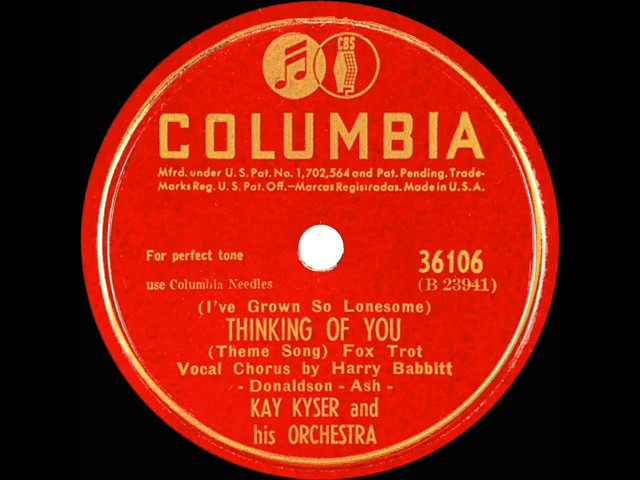 CBS
COLUMBIA
Mfrd. under U.S. Pat. No. 1,702,564 and Pat. Pending. Trade-
Marks Reg. U.S. Pat. Off.—Marcas Registradas. Made in U.S.A.
For perfect tone
use Columbia Needles
36106
(B 23941)
(I've Grown So Lonesome)
THINKING OF YOU
(Theme Song) Fox Trot
Vocal Chorus by Harry Babbitt
- Donaldson - Ash -
KAY KYSER and
his ORCHESTRA